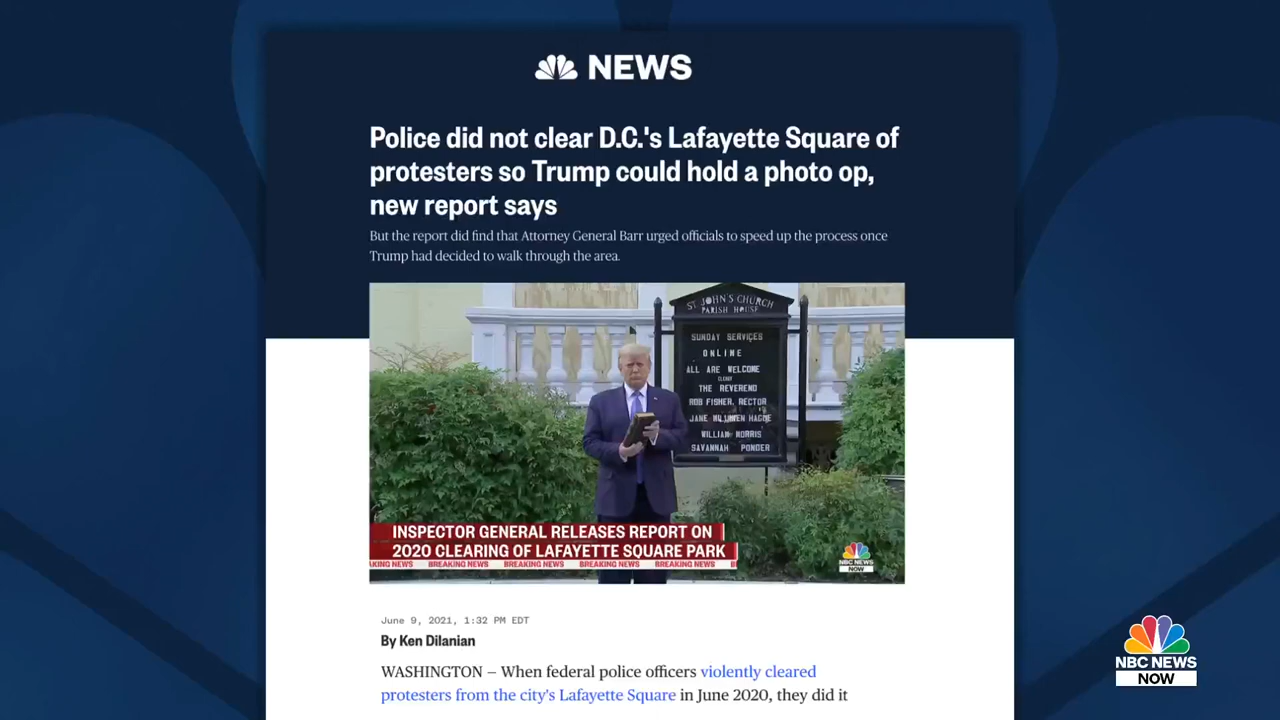 NEWS
Police did not clear D.C.'s Lafayette Square of
protesters so Trump could hold a photo op,
new report says
But the report did find that Attorney General Barr urged officials to speed up the process once
Trump had decided to walk through the area.
ST. JOHN'S CHURCH
PARISH HOUSE
SUNDAY SERVICES
ONLINE
ALL ARE WELCOME
CLERGY
THE REVEREND
ROB FISHER, RECTOR
JANE
WILLIAM MORRIS
SAVANNAH PONDER
INSPECTOR GENERAL RELEASES REPORT ON
2020 CLEARING OF LAFAYETTE SQUARE PARK
AKING NEWS BREAKING NEWS BREAKING NEWS BREAKING NEWS BREAKING NEWS B
NBC NEWS
NOW
June 9, 2021, 1:32 PM EDT
By Ken Dilanian
WASHINGTON — When federal police officers violently cleared
protesters from the city's Lafayette Square in June 2020, they did it
NBC NEWS
NOW